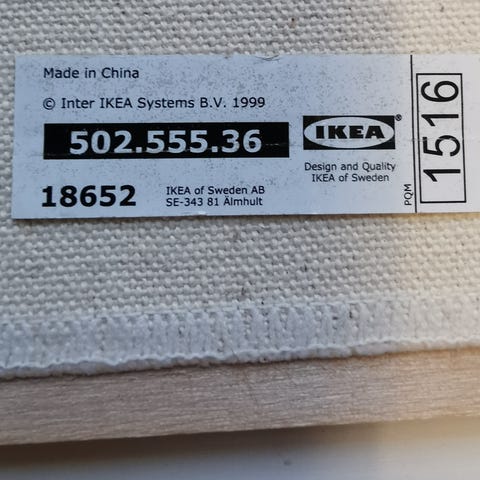 Made in China
© Inter IKEA Systems B.V. 1999
502.555.36
IKEA®
Design and Quality
IKEA of Sweden
18652
IKEA of Sweden AB
SE-343 81 Älmhult
PQM
1516